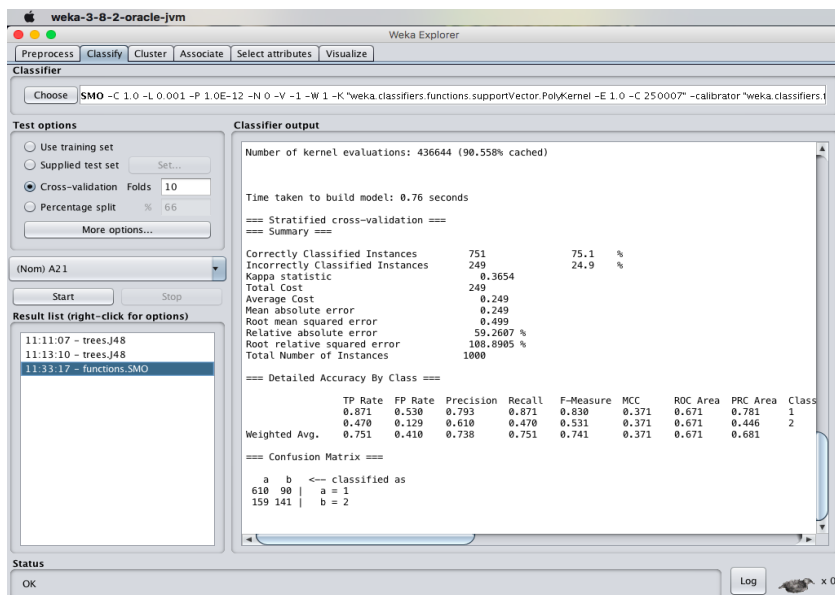 weka-3-8-2-oracle-jvm
Weka Explorer
Preprocess Classify Cluster Associate Select attributes Visualize
Classifier
Choose SMO -C 1.0 -L 0.001 -P 1.0E-12 -N 0 -V -1 -W 1 -K "weka.classifiers.functions.supportVector.PolyKernel -E 1.0 -C 250007" -calibrator "weka.classifiers.f
Test options
Use training set
Supplied test set Set...
Cross-validation Folds 10
Percentage split % 66
More options...
(Nom) A21
Start Stop
Result list (right-click for options)
11:11:07 - trees.J48
11:13:10 - trees.J48
11:33:17 - functions.SMO
Classifier output
Number of kernel evaluations: 436644 (90.558% cached)
Time taken to build model: 0.76 seconds
=== Stratified cross-validation ===
=== Summary ===
Correctly Classified Instances 751 75.1 %
Incorrectly Classified Instances 249 24.9 %
Kappa statistic 0.3654
Total Cost 249
Average Cost 0.249
Mean absolute error 0.249
Root mean squared error 0.499
Relative absolute error 59.2607 %
Root relative squared error 108.8905 %
Total Number of Instances 1000
=== Detailed Accuracy By Class ===
TP Rate FP Rate Precision Recall F-Measure MCC ROC Area PRC Area Class
0.871 0.530 0.793 0.871 0.830 0.371 0.671 0.781 1
0.470 0.129 0.610 0.470 0.531 0.371 0.671 0.446 2
Weighted Avg. 0.751 0.410 0.738 0.751 0.741 0.371 0.671 0.681
=== Confusion Matrix ===
a b <-- classified as
610 90 | a = 1
159 141 | b = 2
Status
OK
Log x 0